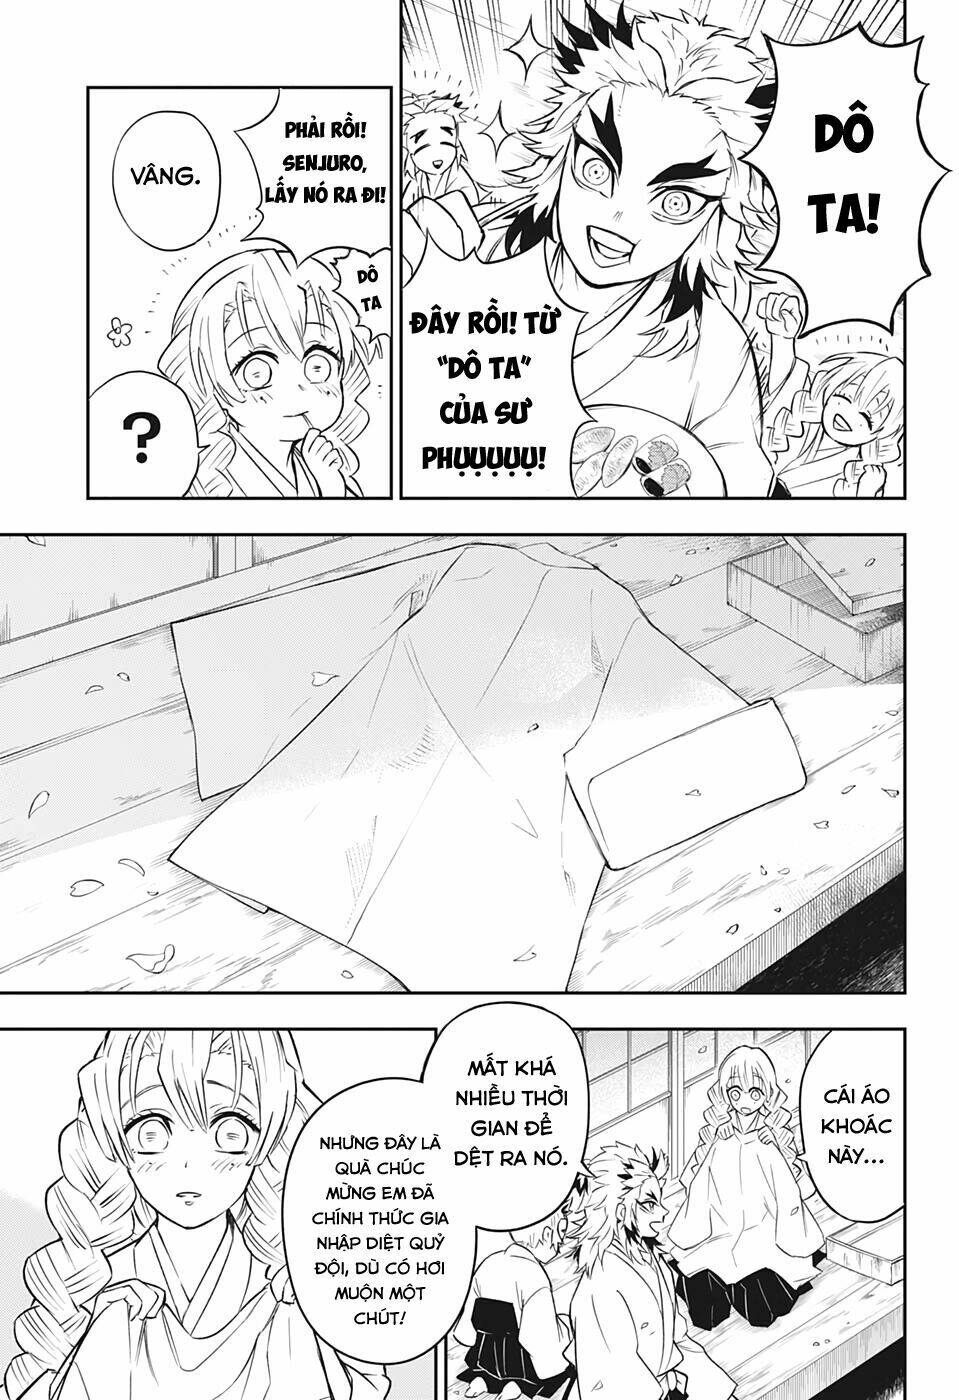 DÔ
TA!
ĐÂY RỒI! TỪ
"DÔ TA"
CỦA SƯ
PHỤỤỤỤỤ!
PHẢI RỒI!
SENJURO,
LẤY NÓ RA ĐI!
VÂNG.
DÔ
TA
?
CÁI ÁO
KHOÁC
NÀY...
MẤT KHÁ
NHIỀU THỜI
GIAN ĐỂ
DỆT RA NÓ.
NHƯNG ĐÂY LÀ
QUÀ CHÚC
MỪNG EM ĐÃ
CHÍNH THỨC GIA
NHẬP DIỆT QUỶ
ĐỘI, DÙ CÓ HƠI
MUỘN MỘT
CHÚT!